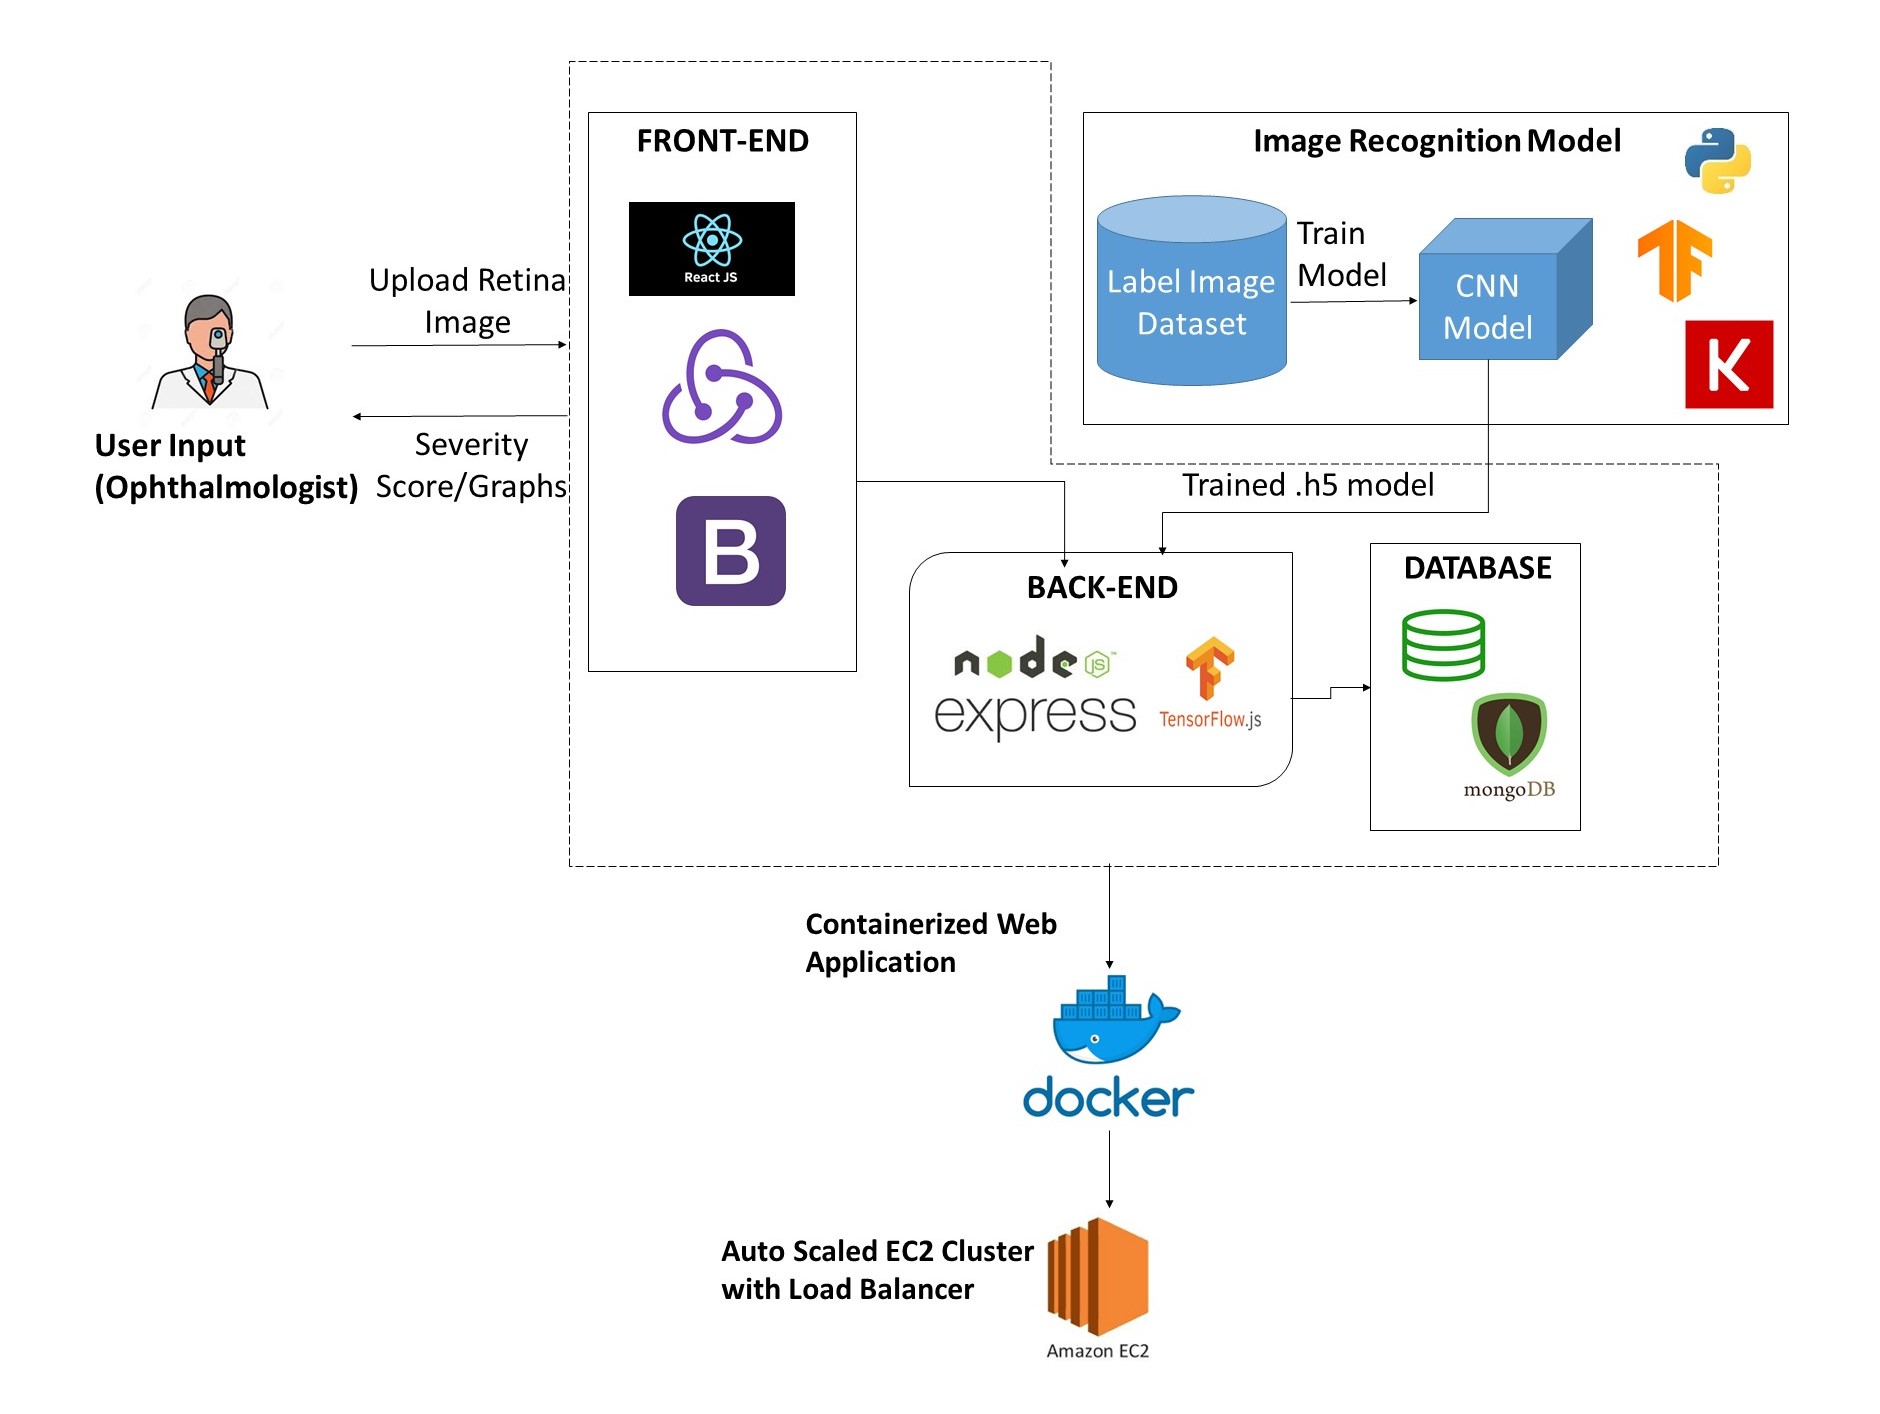 FRONT-END
React JS
B
Image Recognition Model
Label Image
Dataset
Train
Model
CNN
Model
K
Upload Retina
Image
User Input
(Ophthalmologist)
Severity
Score/Graphs
Trained .h5 model
BACK-END
node JS™
express
TensorFlow.js
DATABASE
mongoDB
Containerized Web
Application
docker
Auto Scaled EC2 Cluster
with Load Balancer
Amazon EC2